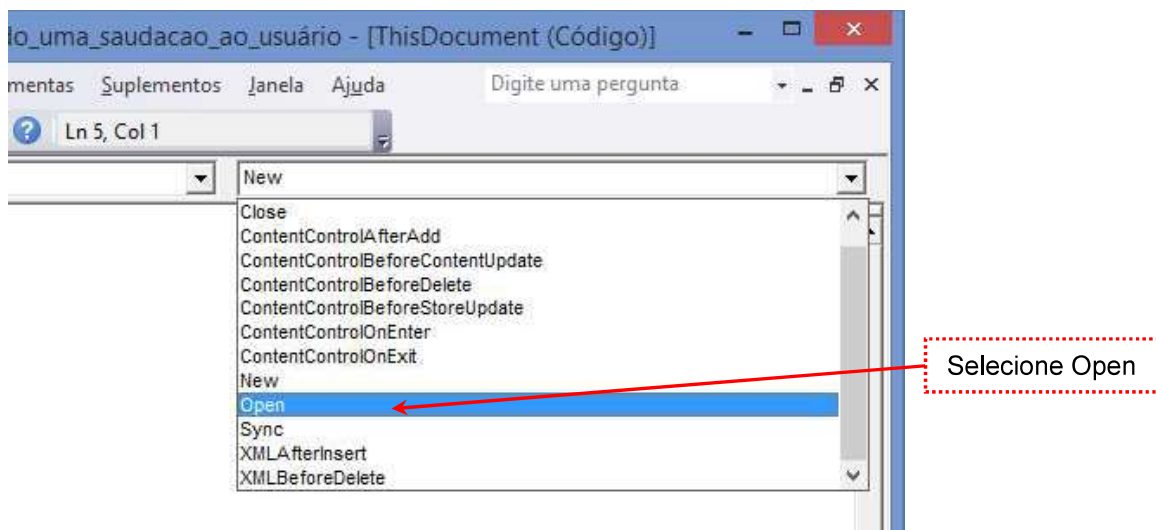 do_uma_saudacao_ao_usuário - [ThisDocument (Código)]
mentas Suplementos Janela Ajuda Digite uma pergunta
Ln 5, Col 1
New
Close
ContentControlAfterAdd
ContentControlBeforeContentUpdate
ContentControlBeforeDelete
ContentControlBeforeStoreUpdate
ContentControlOnEnter
ContentControlOnExit
New
Open
Selecione Open
Sync
XMLAfterInsert
XMLBeforeDelete